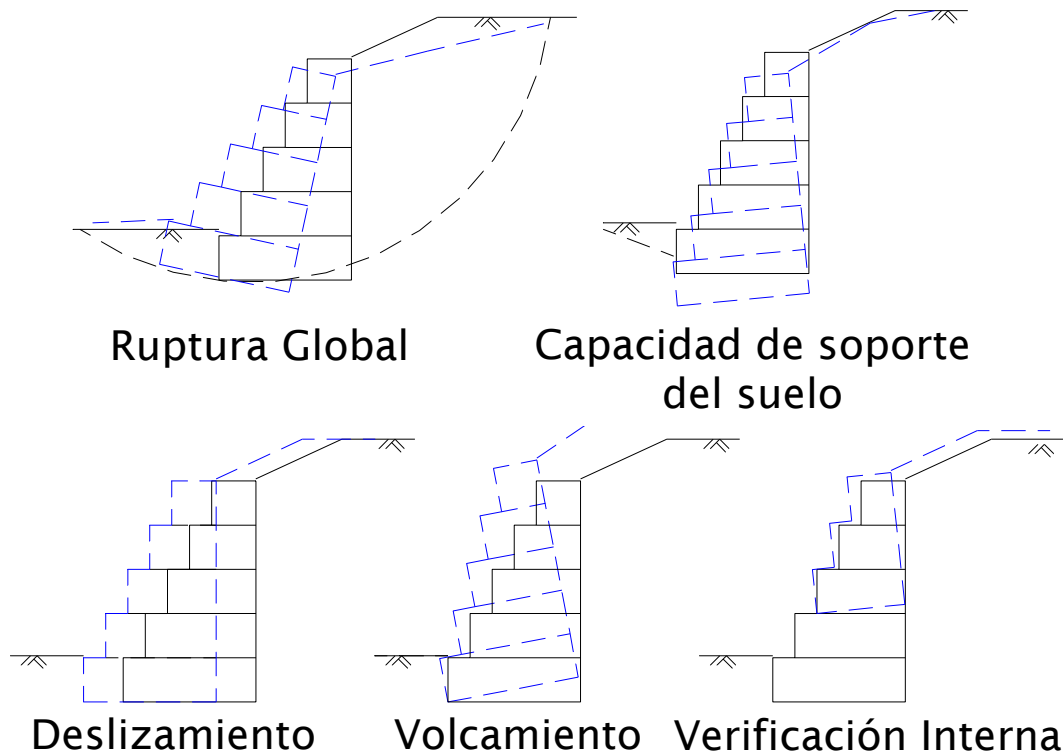 Ruptura Global
Capacidad de soporte
del suelo
Deslizamiento
Volcamiento
Verificación Interna